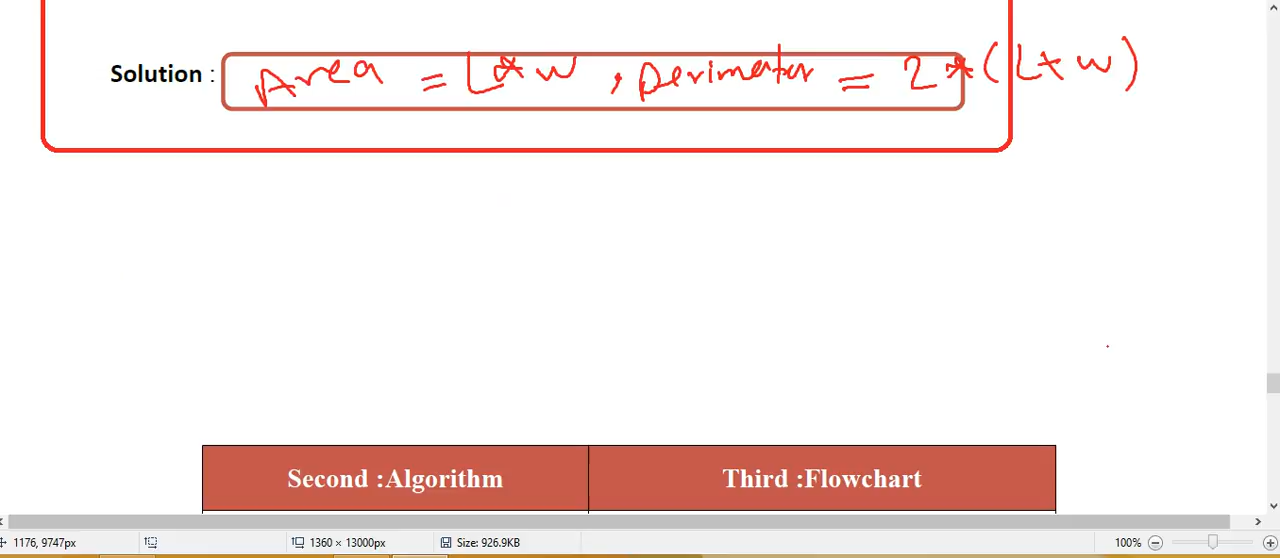 Solution : Area = L * w , perimeter = 2 * ( L + w )
Second :Algorithm Third :Flowchart
1176, 9747px 1360 × 13000px Size: 926.9KB 100%